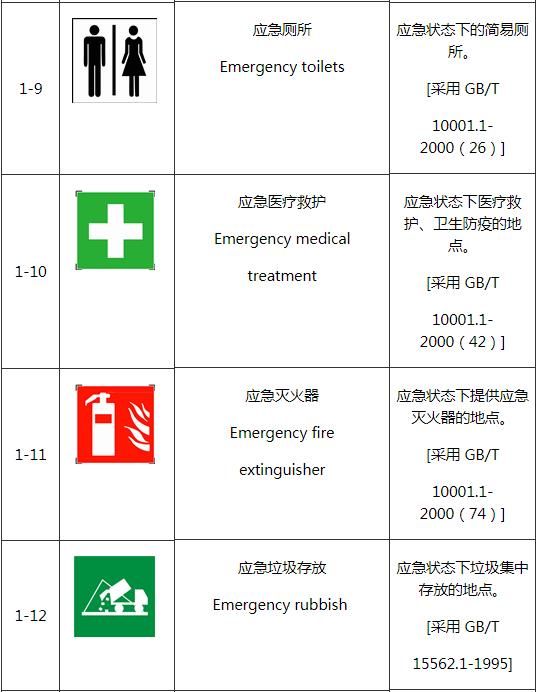 1-9
应急厕所
Emergency toilets
应急状态下的简易厕
所。
[采用 GB/T
10001.1-
2000（26）]
1-10
应急医疗救护
Emergency medical
treatment
应急状态下医疗救
护、卫生防疫的地
点。
[采用 GB/T
10001.1-
2000（42）]
1-11
应急灭火器
Emergency fire
extinguisher
应急状态下提供应急
灭火器的地点。
[采用 GB/T
10001.1-
2000（74）]
1-12
应急垃圾存放
Emergency rubbish
应急状态下垃圾集中
存放的地点。
[采用 GB/T
15562.1-1995]